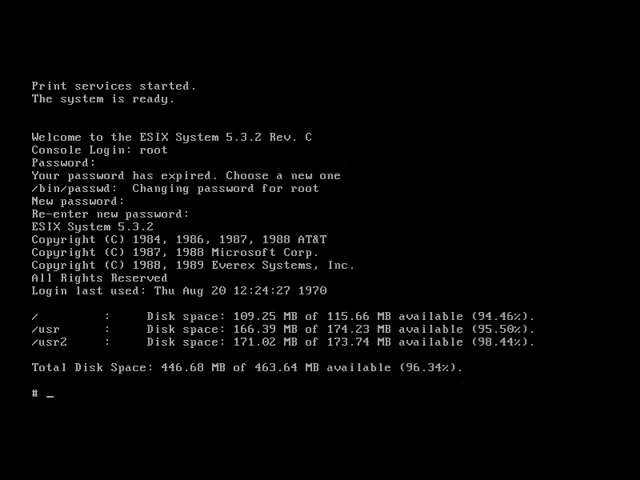 Print services started.
The system is ready.
Welcome to the ESIX System 5.3.2 Rev. C
Console Login: root
Password:
Your password has expired. Choose a new one
/bin/passwd:  Changing password for root
New password:
Re-enter new password:
ESIX System 5.3.2
Copyright (C) 1984, 1986, 1987, 1988 AT&T
Copyright (C) 1987, 1988 Microsoft Corp.
Copyright (C) 1988, 1989 Everex Systems, Inc.
All Rights Reserved
Login last used: Thu Aug 20 12:24:27 1970
/         :     Disk space: 109.25 MB of 115.66 MB available (94.46%).
/usr      :     Disk space: 166.39 MB of 174.23 MB available (95.50%).
/usr2     :     Disk space: 171.02 MB of 173.74 MB available (98.44%).
Total Disk Space: 446.68 MB of 463.64 MB available (96.34%).
# _